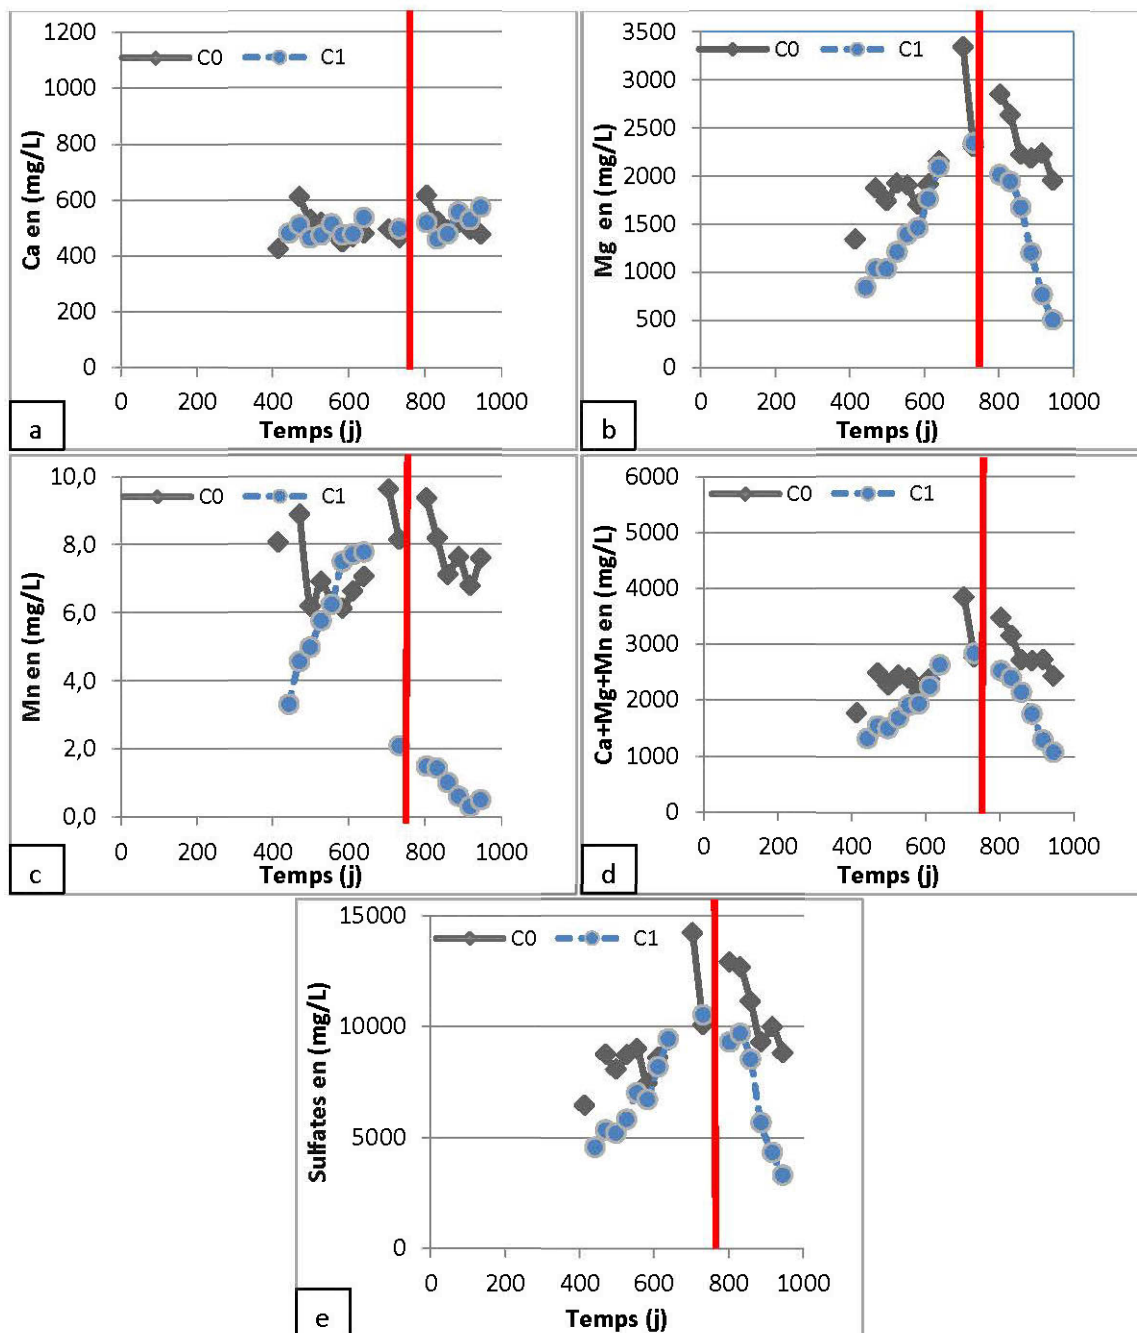 1200
1000
800
600
400
200
0
C0 C1
Ca en (mg/L)
0 200 400 600 800 1000
Temps (j)
a
3500
3000
2500
2000
1500
1000
500
0
C0 C1
Mg en (mg/L)
0 200 400 600 800 1000
Temps (j)
b
10,0
8,0
6,0
4,0
2,0
0,0
C0 C1
Mn en (mg/L)
0 200 400 600 800 1000
Temps (j)
c
6000
5000
4000
3000
2000
1000
0
C0 C1
Ca+Mg+Mn en (mg/L)
0 200 400 600 800 1000
Temps (j)
d
15000
10000
5000
0
C0 C1
Sulfates en (mg/L)
0 200 400 600 800 1000
Temps (j)
e